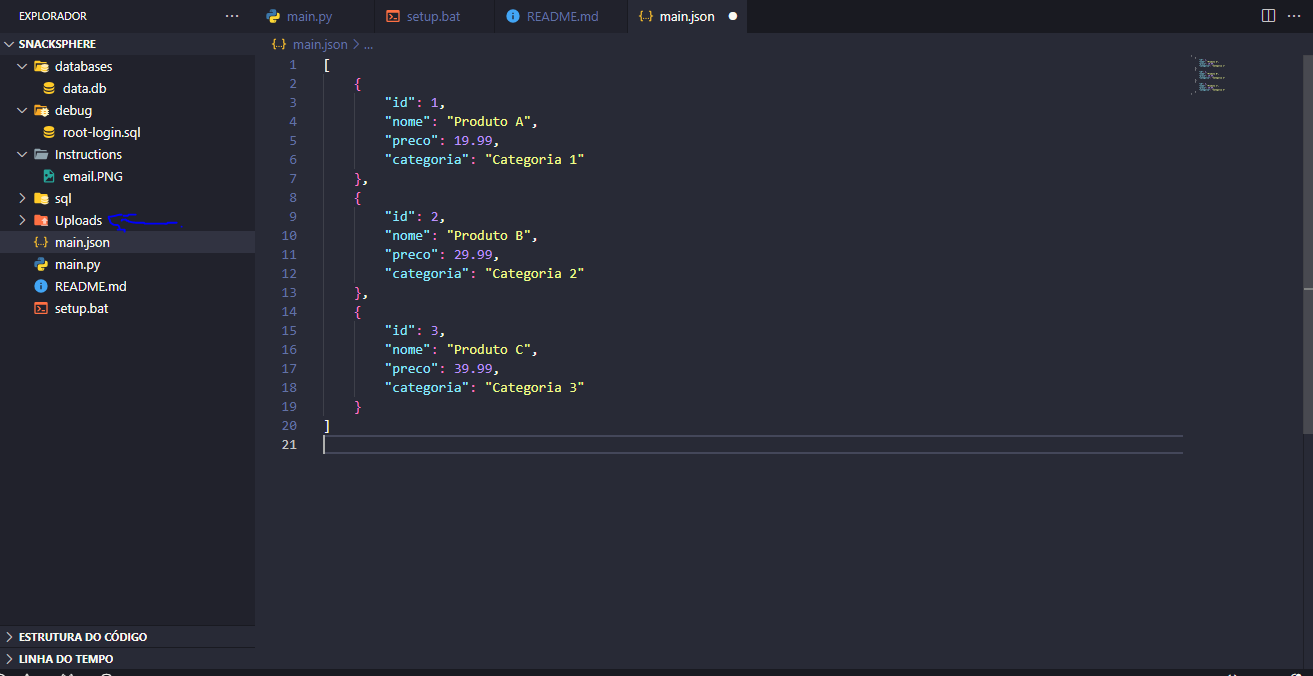 EXPLORADOR
SNACKSPHERE
databases
data.db
debug
root-login.sql
Instructions
email.PNG
sql
Uploads
main.json
main.py
README.md
setup.bat
ESTRUTURA DO CÓDIGO
LINHA DO TEMPO
main.py setup.bat README.md main.json
main.json > ...
1 [
2 {
3 "id": 1,
4 "nome": "Produto A",
5 "preco": 19.99,
6 "categoria": "Categoria 1"
7 },
8 {
9 "id": 2,
10 "nome": "Produto B",
11 "preco": 29.99,
12 "categoria": "Categoria 2"
13 },
14 {
15 "id": 3,
16 "nome": "Produto C",
17 "preco": 39.99,
18 "categoria": "Categoria 3"
19 }
20 ]
21